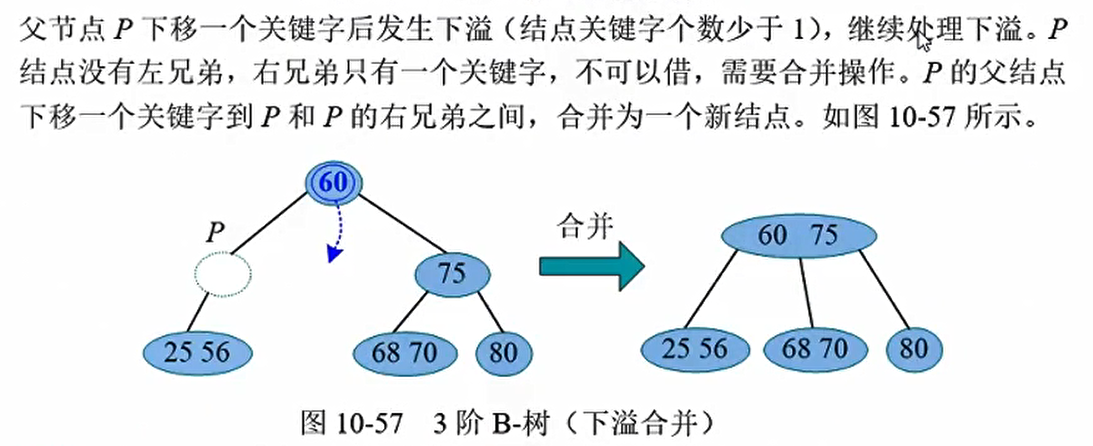 父节点 P 下移一个关键字后发生下溢（结点关键字个数少于 1），继续处理下溢。P
结点没有左兄弟，右兄弟只有一个关键字，不可以借，需要合并操作。P 的父结点
下移一个关键字到 P 和 P 的右兄弟之间，合并为一个新结点。如图 10-57 所示。
60
P
75
25 56
68 70
80
合并
60 75
25 56
68 70
80
图 10-57 3 阶 B-树（下溢合并）